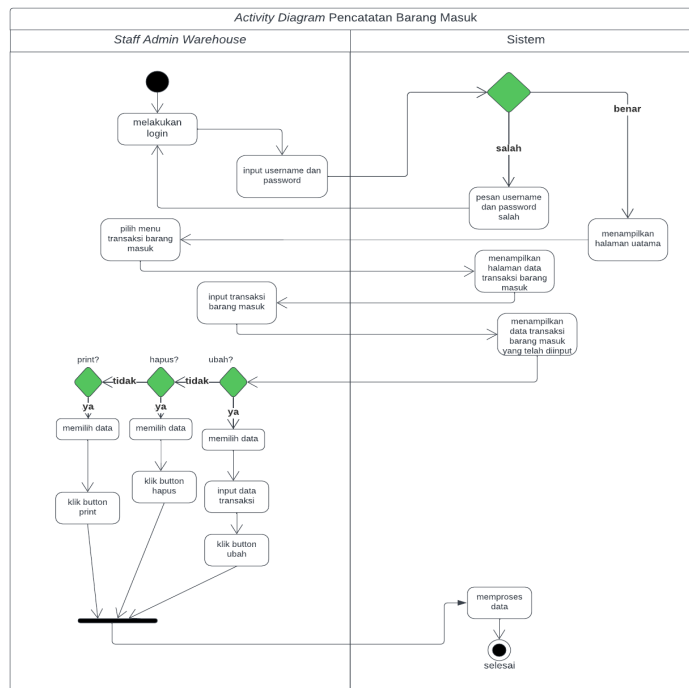 Activity Diagram Pencatatan Barang Masuk
Staff Admin Warehouse
Sistem
melakukan
login
input username dan
password
salah
benar
pesan username
dan password
salah
menampilkan
halaman uatama
pilih menu
transaksi barang
masuk
menampilkan
halaman data
transaksi barang
masuk
input transaksi
barang masuk
menampilkan
data transaksi
barang masuk
yang telah diinput
print?
hapus?
ubah?
tidak
tidak
ya
ya
ya
memilih data
memilih data
memilih data
klik button
print
klik button
hapus
input data
transaksi
klik button
ubah
memproses
data
selesai